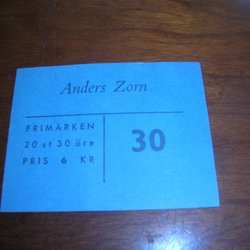 Anders Zorn
FRIMÄRKEN
20 st 30 öre
PRIS 6 KR
30